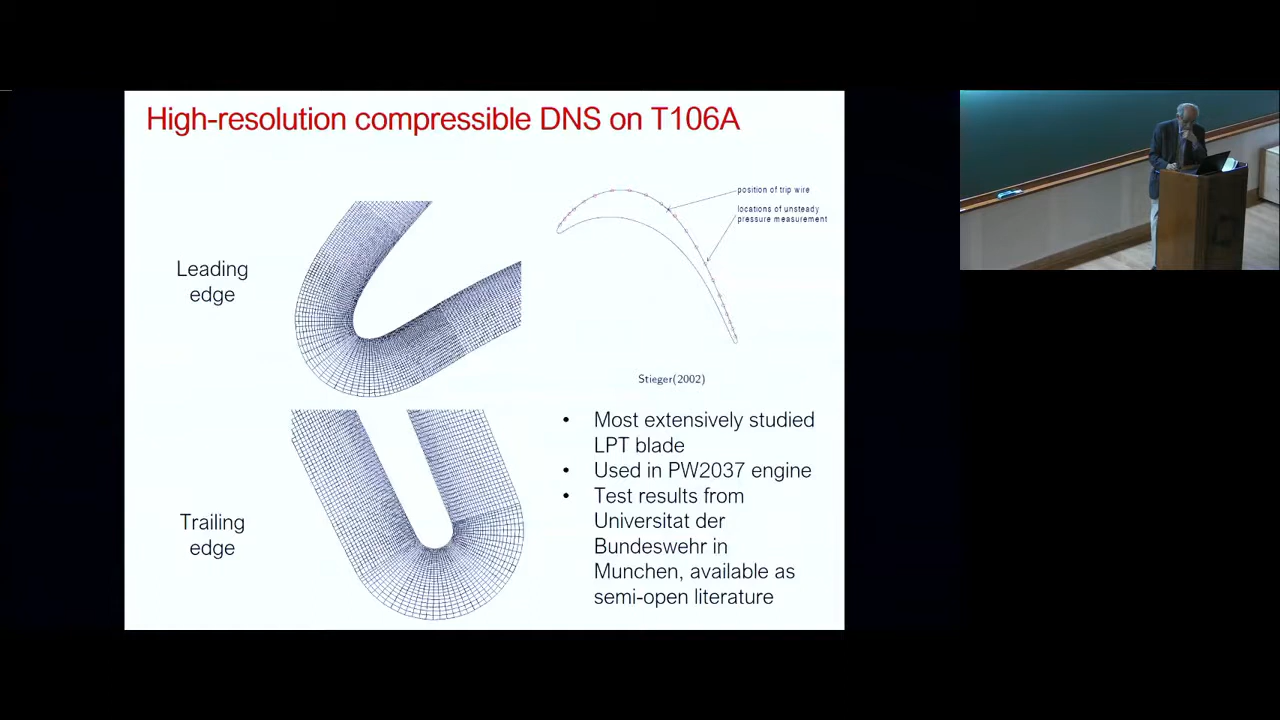 High-resolution compressible DNS on T106A
Leading
edge
position of trip wire
locations of unsteady
pressure measurement
Stieger(2002)
Trailing
edge
• Most extensively studied
LPT blade
• Used in PW2037 engine
• Test results from
Universitat der
Bundeswehr in
Munchen, available as
semi-open literature